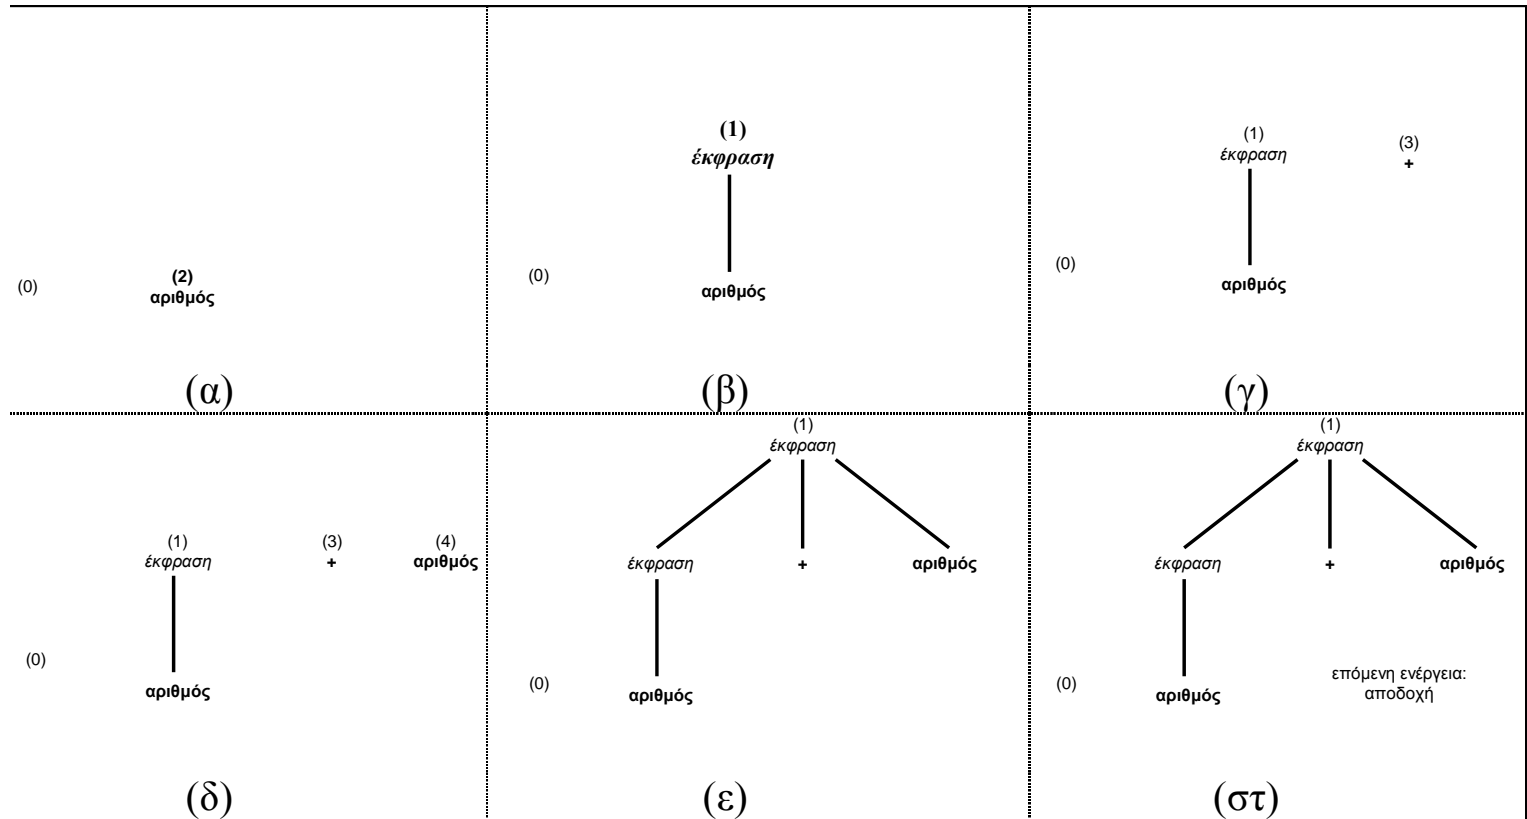 (0)
(2)
αριθμός
(α)
(1)
έκφραση
(0)
αριθμός
(β)
(1)
έκφραση
(3)
+
(0)
αριθμός
(γ)
(1)
έκφραση
(3)
+
(4)
αριθμός
(0)
αριθμός
(δ)
(1)
έκφραση
έκφραση
+
αριθμός
(0)
αριθμός
(ε)
(1)
έκφραση
έκφραση
+
αριθμός
(0)
αριθμός
επόμενη ενέργεια:
αποδοχή
(στ)